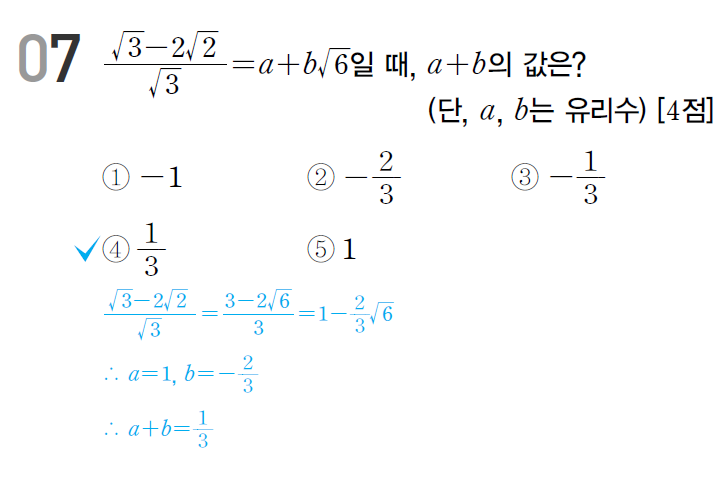 07 (√3−2√2)/√3=a+b√6일 때, a+b의 값은?
(단, a, b는 유리수) [4점]
① −1 ② −2/3 ③ −1/3
④ 1/3 ⑤ 1
(√3−2√2)/√3=(3−2√6)/3=1−2/3√6
∴ a=1, b=−2/3
∴ a+b=1/3